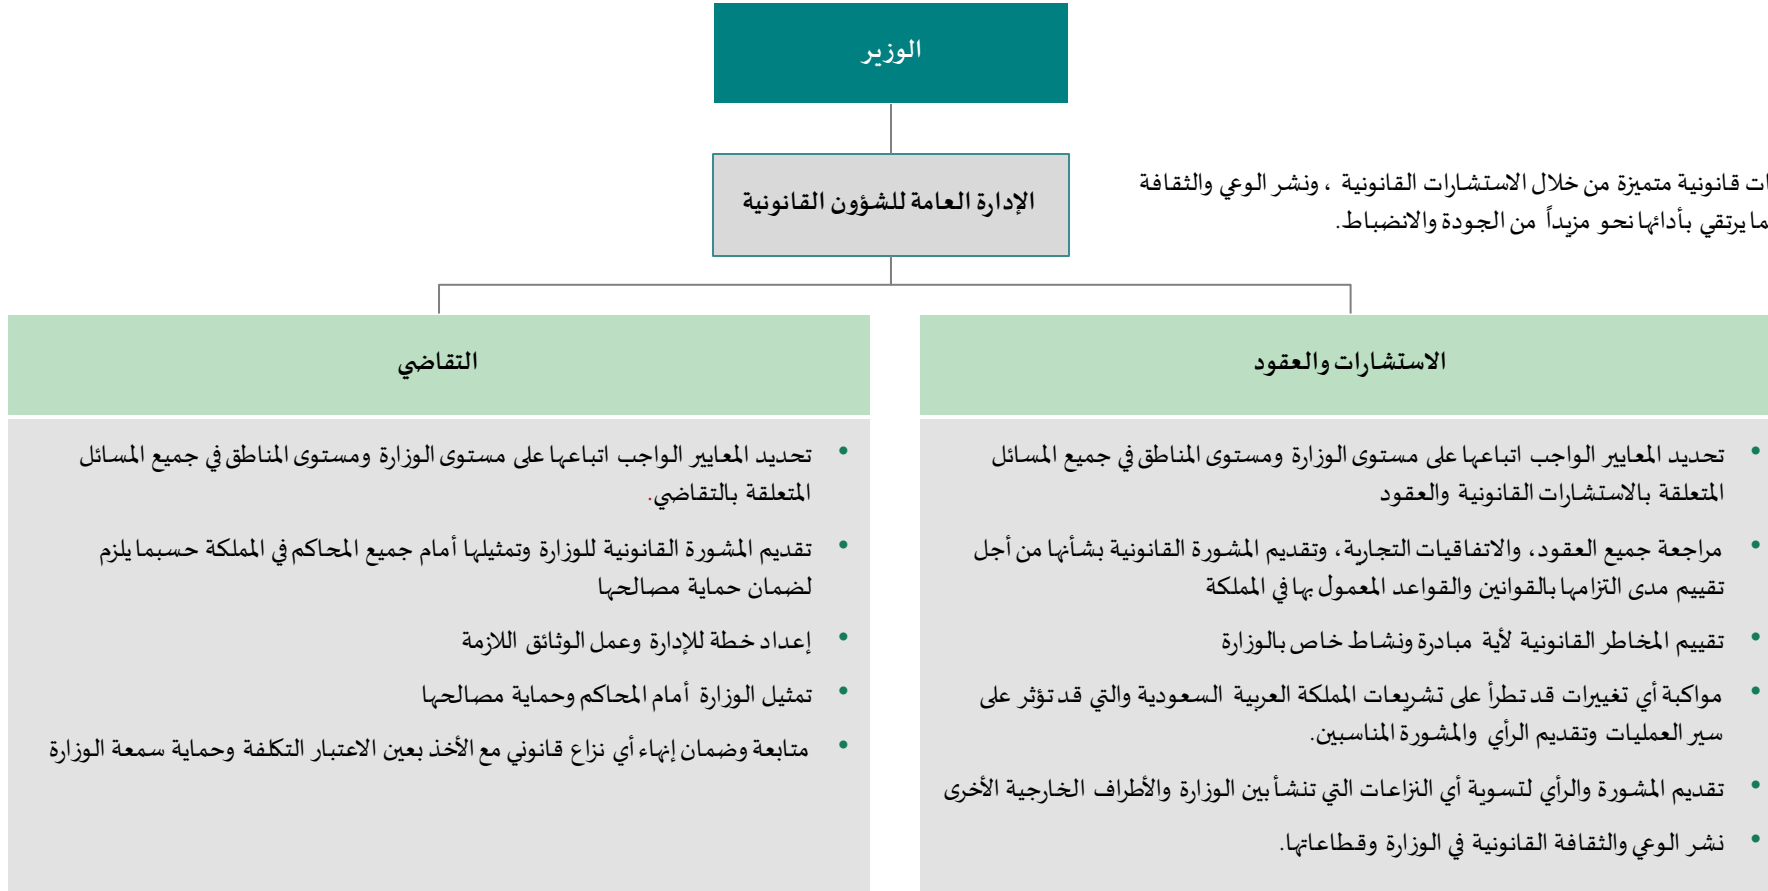 الوزير
الإدارة العامة للشؤون القانونية
قانونية متميزة من خلال الاستشارات القانونية ، ونشر الوعي والثقافة
يرتقي بأدائها نحو مزيداً من الجودة والانضباط.
الاستشارات والعقود
• تحديد المعايير الواجب اتباعها على مستوى الوزارة ومستوى المناطق في جميع المسائل
المتعلقة بالاستشارات القانونية والعقود
• مراجعة جميع العقود، والاتفاقيات التجارية، وتقديم المشورة القانونية بشأنها من أجل
تقييم مدى التزامها بالقوانين والقواعد المعمول بها في المملكة
• تقييم المخاطر القانونية لأية مبادرة ونشاط خاص بالوزارة
• مواكبة أي تغييرات قد تطرأ على تشريعات المملكة العربية السعودية والتي قد تؤثر على
سير العمليات وتقديم الرأي والمشورة المناسبين.
• تقديم المشورة والرأي لتسوية أي النزاعات التي تنشأ بين الوزارة والأطراف الخارجية الأخرى
• نشر الوعي والثقافة القانونية في الوزارة وقطاعاتها.
التقاضي
• تحديد المعايير الواجب اتباعها على مستوى الوزارة ومستوى المناطق في جميع المسائل
المتعلقة بالتقاضي.
• تقديم المشورة القانونية للوزارة وتمثيلها أمام جميع المحاكم في المملكة حسبما يلزم
لضمان حماية مصالحها
• إعداد خطة للإدارة وعمل الوثائق اللازمة
• تمثيل الوزارة أمام المحاكم وحماية مصالحها
• متابعة وضمان إنهاء أي نزاع قانوني مع الأخذ بعين الاعتبار التكلفة وحماية سمعة الوزارة